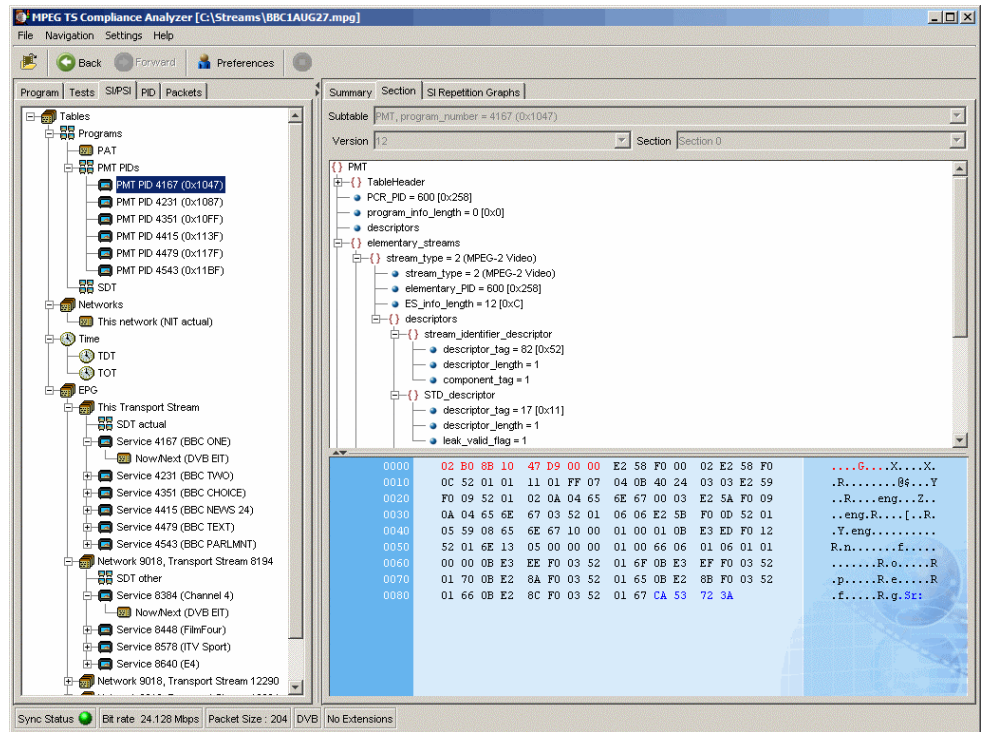 MPEG TS Compliance Analyzer [C:\Streams\BBC1AUG27.mpg]
File Navigation Settings Help
Back Forward Preferences
Program Tests SI/PSI PID Packets
Tables
Programs
PAT
PMT PIDs
PMT PID 4167 (0x1047)
PMT PID 4231 (0x1087)
PMT PID 4351 (0x10FF)
PMT PID 4415 (0x113F)
PMT PID 4479 (0x117F)
PMT PID 4543 (0x11BF)
SDT
Networks
This network (NIT actual)
Time
TDT
TOT
EPG
This Transport Stream
SDT actual
Service 4167 (BBC ONE)
Now/Next (DVB EIT)
Service 4231 (BBC TWO)
Service 4351 (BBC CHOICE)
Service 4415 (BBC NEWS 24)
Service 4479 (BBC TEXT)
Service 4543 (BBC PARLMNT)
Network 9018, Transport Stream 8194
SDT other
Service 8384 (Channel 4)
Now/Next (DVB EIT)
Service 8448 (FilmFour)
Service 8578 (ITV Sport)
Service 8640 (E4)
Network 9018, Transport Stream 12290
Summary Section SI Repetition Graphs
Subtable PMT, program_number = 4167 (0x1047)
Version 12 Section Section 0
{} PMT
{} TableHeader
PCR_PID = 600 [0x258]
program_info_length = 0 [0x0]
descriptors
{} elementary_streams
{} stream_type = 2 (MPEG-2 Video)
stream_type = 2 (MPEG-2 Video)
elementary_PID = 600 [0x258]
ES_info_length = 12 [0xC]
{} descriptors
{} stream_identifier_descriptor
descriptor_tag = 82 [0x52]
descriptor_length = 1
component_tag = 1
{} STD_descriptor
descriptor_tag = 17 [0x11]
descriptor_length = 1
leak_valid_flag = 1
0000 02 B0 8B 10 47 D9 00 00 E2 58 F0 00 02 E2 58 F0 ....G....X....X.
0010 0C 52 01 01 11 01 FF 07 04 0B 40 24 03 03 E2 59 .R........@$...Y
0020 F0 09 52 01 02 0A 04 65 6E 67 00 03 E2 5A F0 09 ..R....eng...Z..
0030 0A 04 65 6E 67 03 52 01 06 06 E2 5B F0 0D 52 01 ..eng.R....[..R.
0040 05 59 08 65 6E 67 10 00 01 00 01 0B E3 ED F0 12 .Y.eng..........
0050 52 01 6E 13 05 00 00 00 01 00 66 06 01 06 01 01 R.n.......f.....
0060 00 00 0B E3 EE F0 03 52 01 6F 0B E3 EF F0 03 52 .......R.o.....R
0070 01 70 0B E2 8A F0 03 52 01 65 0B E2 8B F0 03 52 .p.....R.e.....R
0080 01 66 0B E2 8C F0 03 52 01 67 CA 53 72 3A .f.....R.g.Sr:
Sync Status Bit rate 24.128 Mbps Packet Size : 204 DVB No Extensions